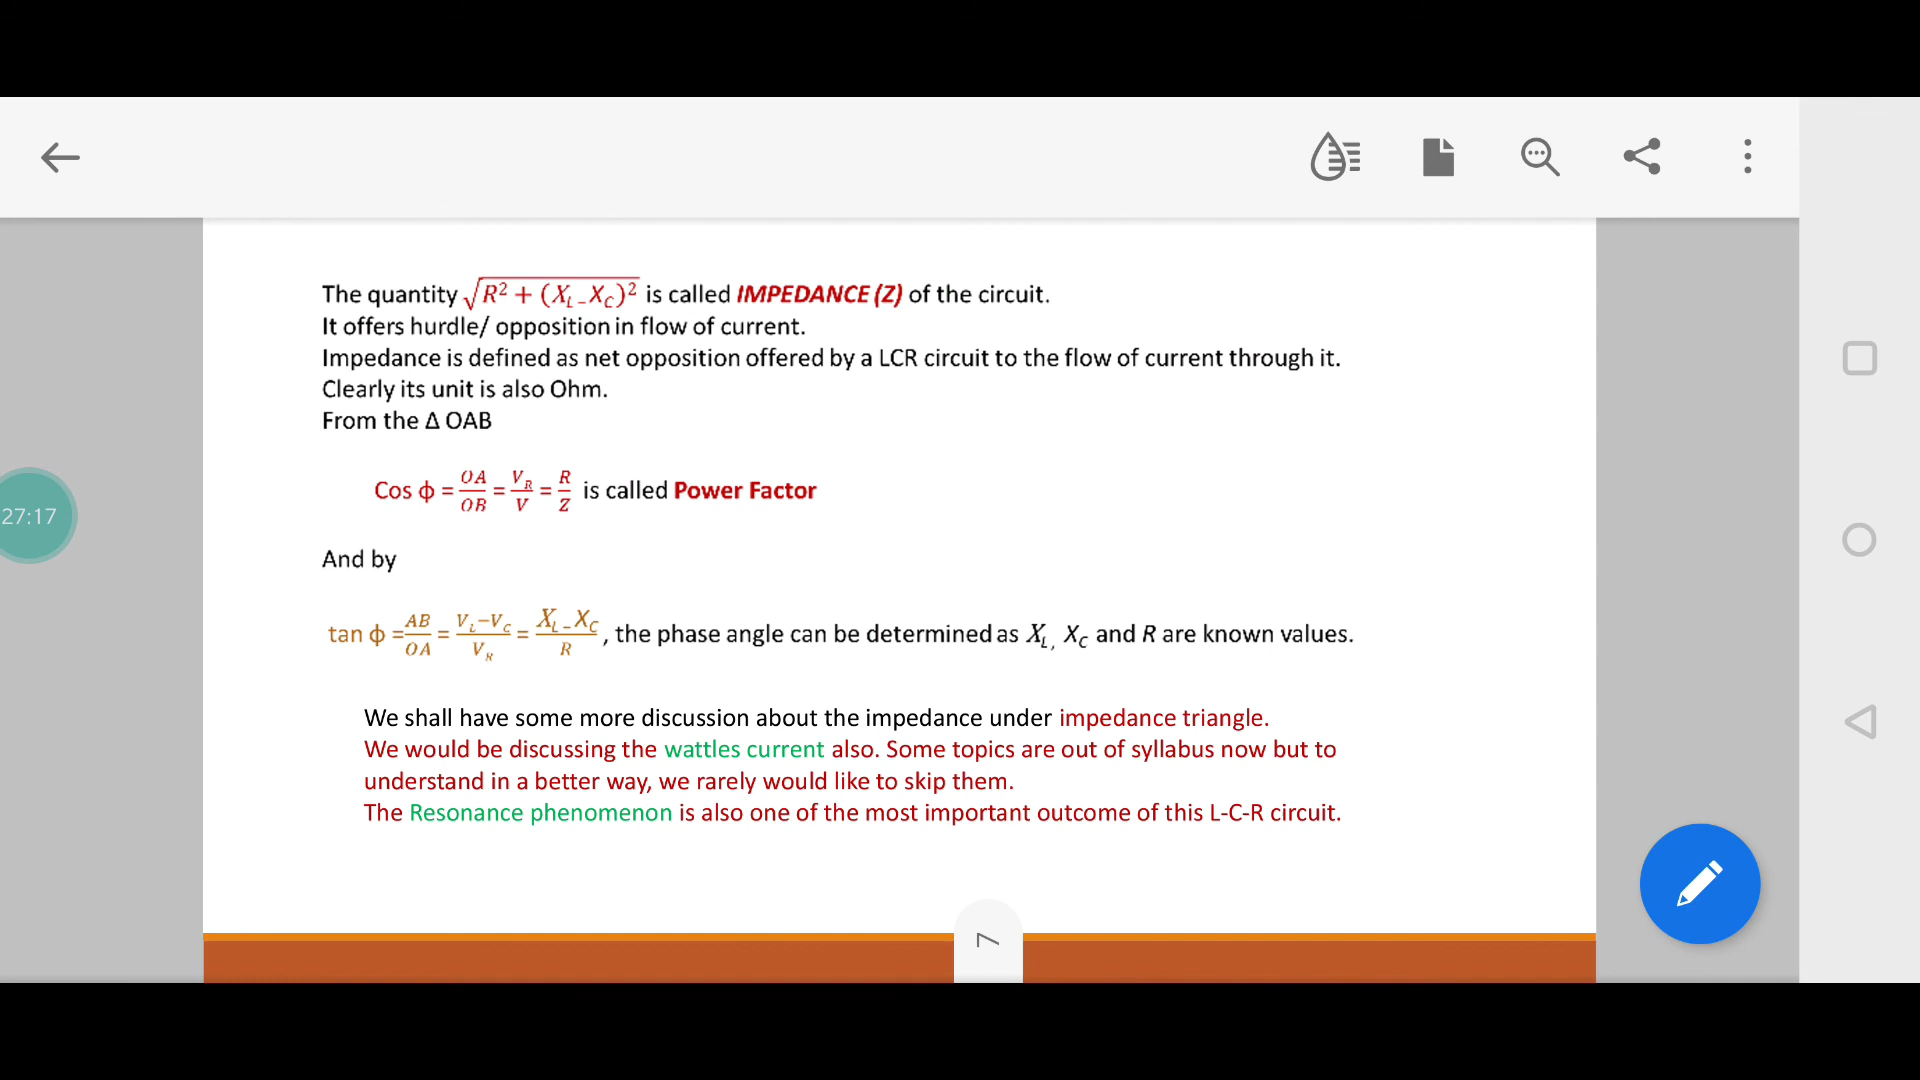 The quantity √R² + (X_L − X_C)² is called IMPEDANCE (Z) of the circuit.
It offers hurdle/ opposition in flow of current.
Impedance is defined as net opposition offered by a LCR circuit to the flow of current through it.
Clearly its unit is also Ohm.
From the Δ OAB
Cos ϕ = OA/OB = V_R/V = R/Z is called Power Factor
27:17
And by
tan ϕ = AB/OA = V_L−V_C/V_R = X_L − X_C/R , the phase angle can be determined as X_L, X_C and R are known values.
We shall have some more discussion about the impedance under impedance triangle.
We would be discussing the wattles current also. Some topics are out of syllabus now but to
understand in a better way, we rarely would like to skip them.
The Resonance phenomenon is also one of the most important outcome of this L-C-R circuit.
7